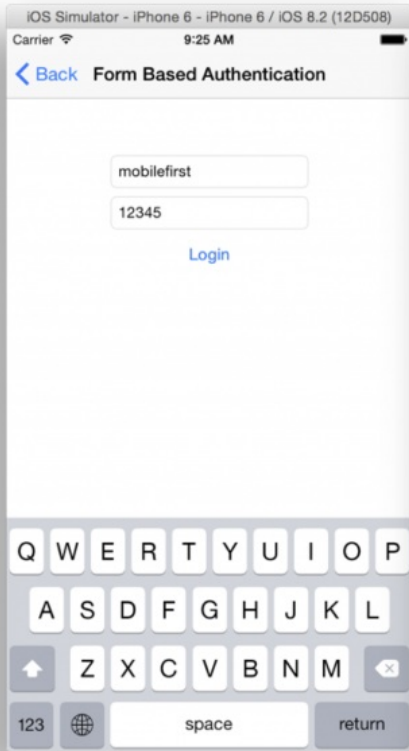 iOS Simulator - iPhone 6 - iPhone 6 / iOS 8.2 (12D508)
Carrier 9:25 AM
Back Form Based Authentication
mobilefirst
12345
Login
Q W E R T Y U I O P
A S D F G H J K L
Z X C V B N M
123 space return